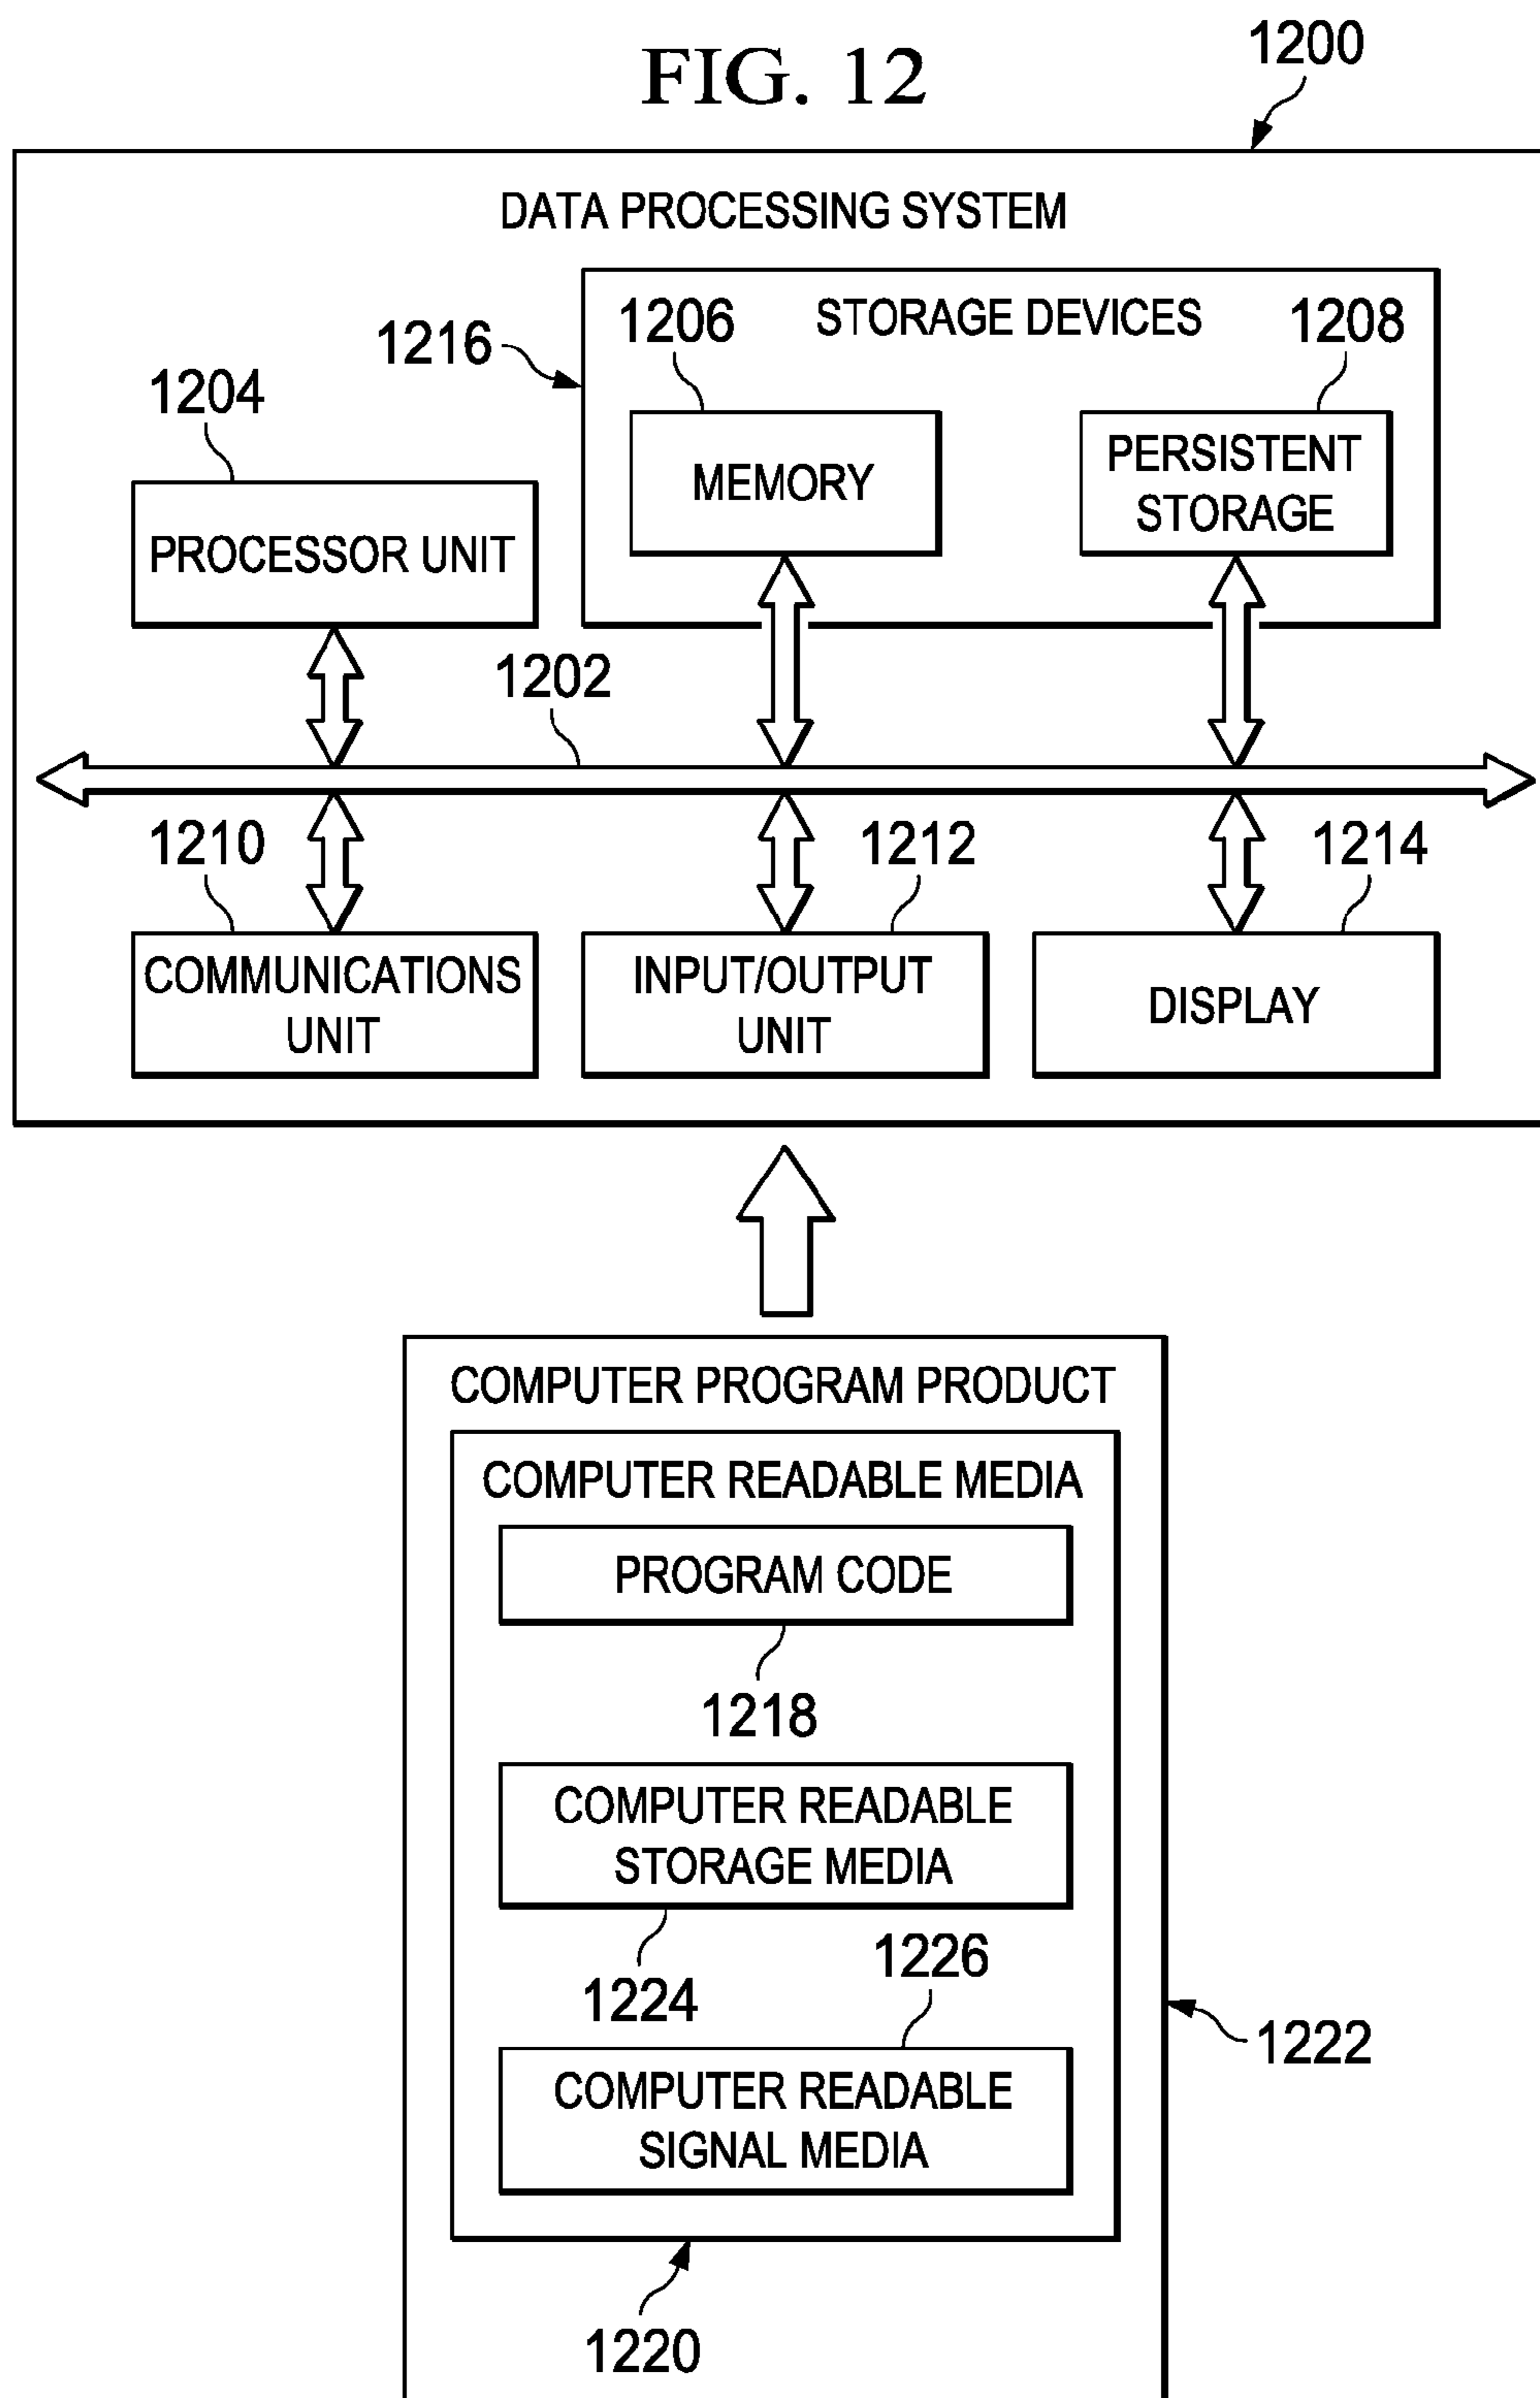 FIG. 12
1200
DATA PROCESSING SYSTEM
1216
1206
STORAGE DEVICES
1208
1204
MEMORY
PERSISTENT
STORAGE
PROCESSOR UNIT
1202
1210
1212
1214
COMMUNICATIONS
UNIT
INPUT/OUTPUT
UNIT
DISPLAY
COMPUTER PROGRAM PRODUCT
COMPUTER READABLE MEDIA
PROGRAM CODE
1218
COMPUTER READABLE
STORAGE MEDIA
1224
1226
COMPUTER READABLE
SIGNAL MEDIA
1222
1220